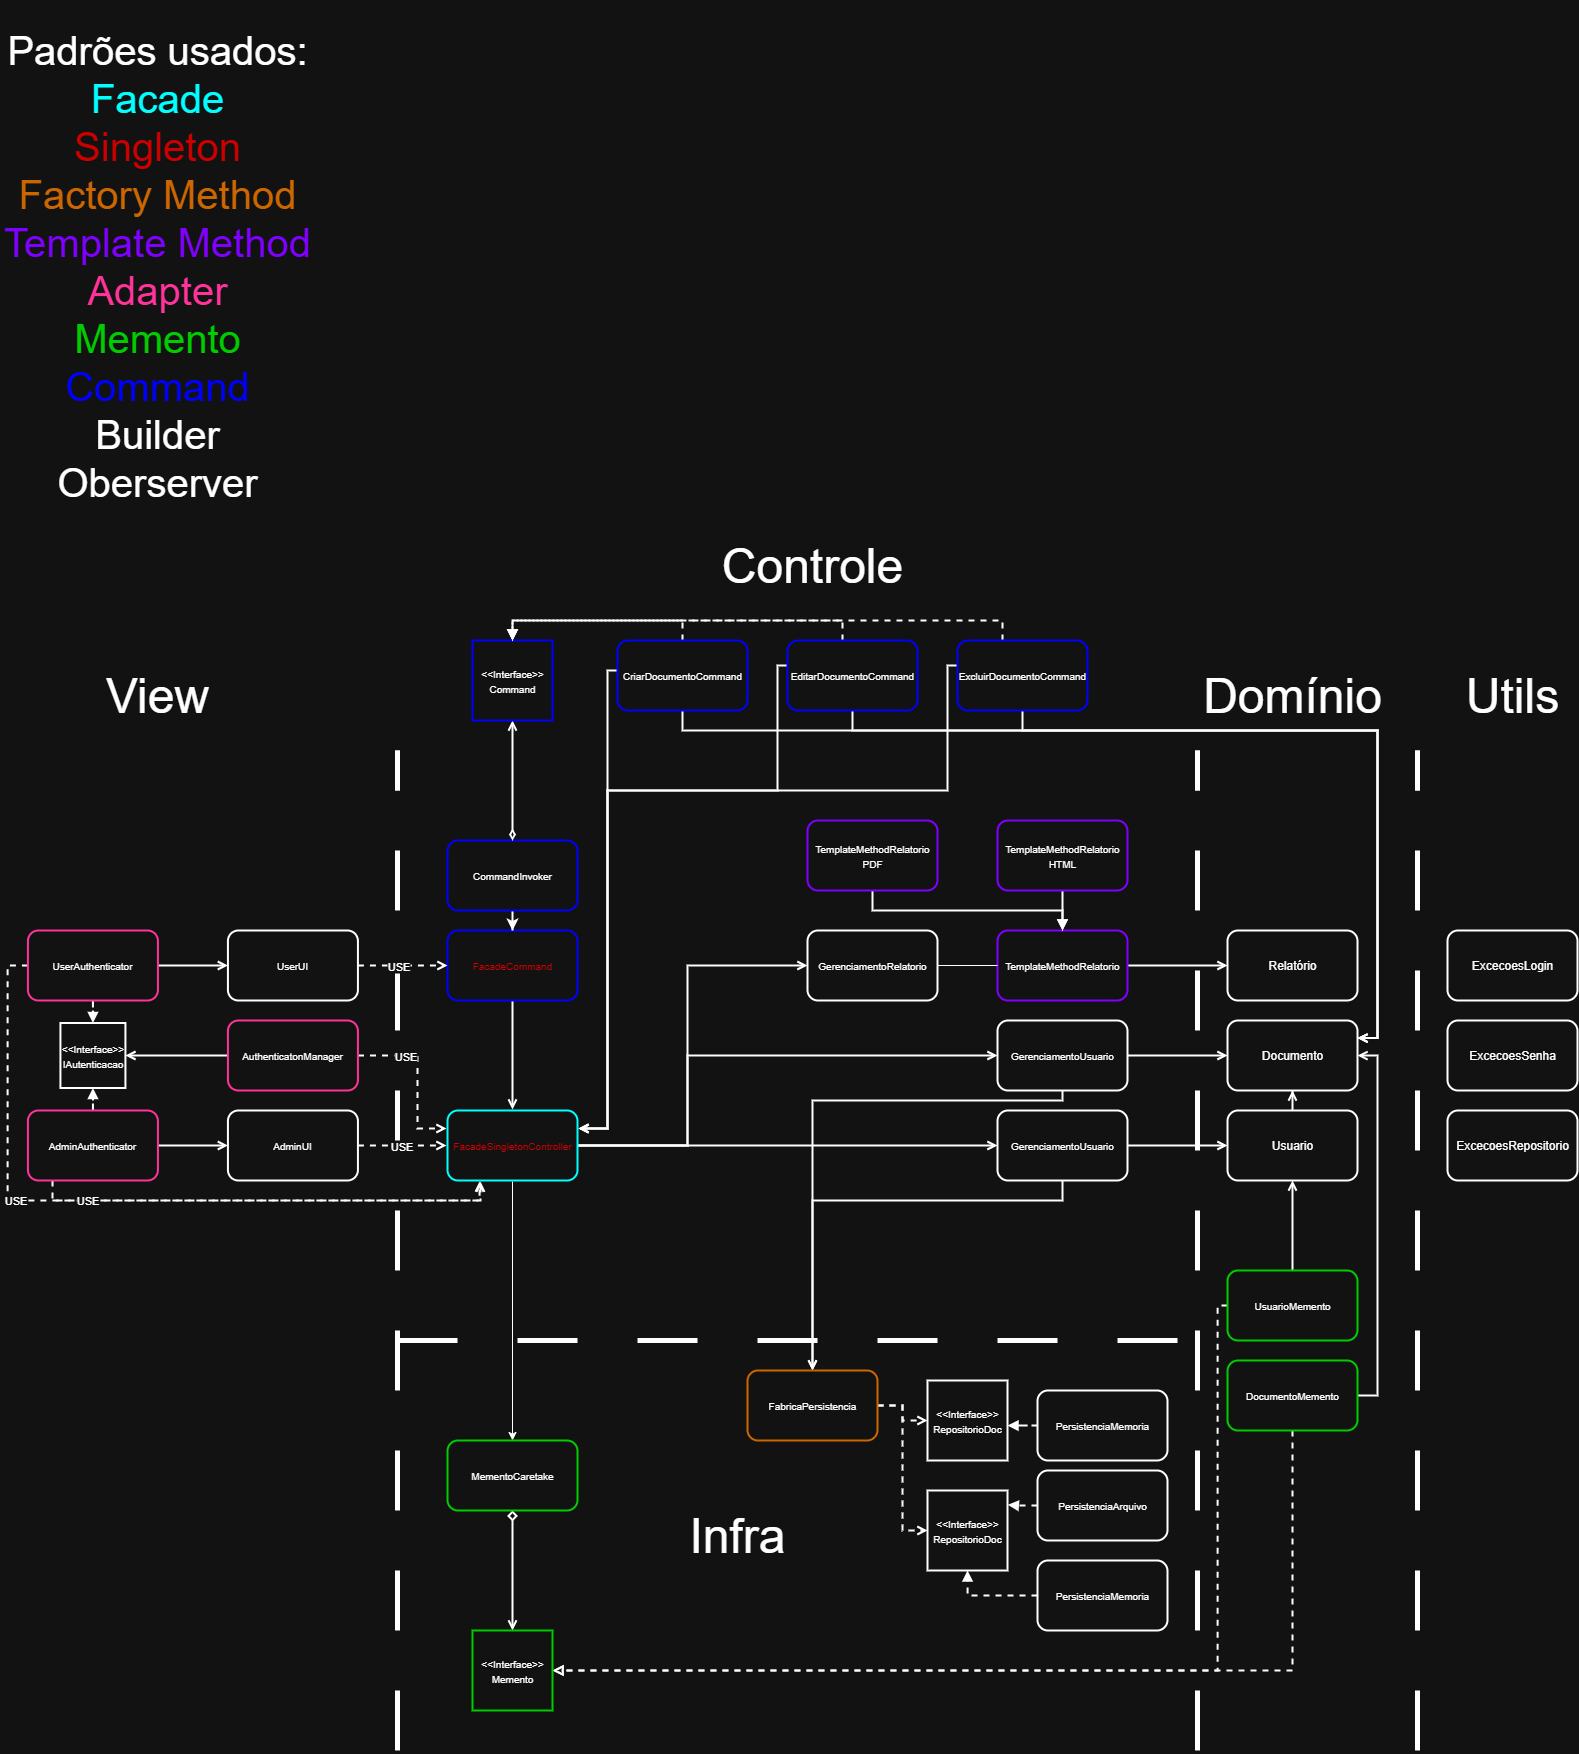 Padrões usados:
Facade
Singleton
Factory Method
Template Method
Adapter
Memento
Command
Builder
Oberserver
Controle
View
Domínio
Utils
<<Interface>>
Command
CriarDocumentoCommand
EditarDocumentoCommand
ExcluirDocumentoCommand
CommandInvoker
TemplateMethodRelatorio
PDF
TemplateMethodRelatorio
HTML
UserAuthenticator
UserUI
USE
FacadeCommand
GerenciamentoRelatorio
TemplateMethodRelatorio
Relatório
ExcecoesLogin
<<Interface>>
IAutenticacao
AuthenticatonManager
USE
GerenciamentoUsuario
Documento
ExcecoesSenha
AdminAuthenticator
AdminUI
USE
FacadeSingletonController
GerenciamentoUsuario
Usuario
ExcecoesRepositorio
USE
USE
UsuarioMemento
FabricaPersistencia
<<Interface>>
RepositorioDoc
PersistenciaMemoria
DocumentoMemento
MementoCaretake
Infra
<<Interface>>
RepositorioDoc
PersistenciaArquivo
PersistenciaMemoria
<<Interface>>
Memento